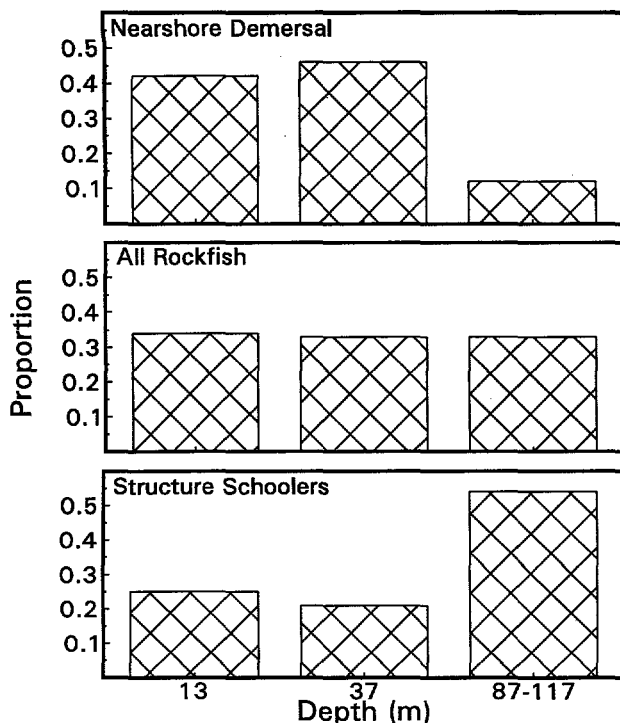 Nearshore Demersal
0.5
0.4
0.3
0.2
0.1
All Rockfish
0.5
0.4
0.3
0.2
0.1
Proportion
Structure Schoolers
0.5
0.4
0.3
0.2
0.1
13 37 87-117
Depth (m)